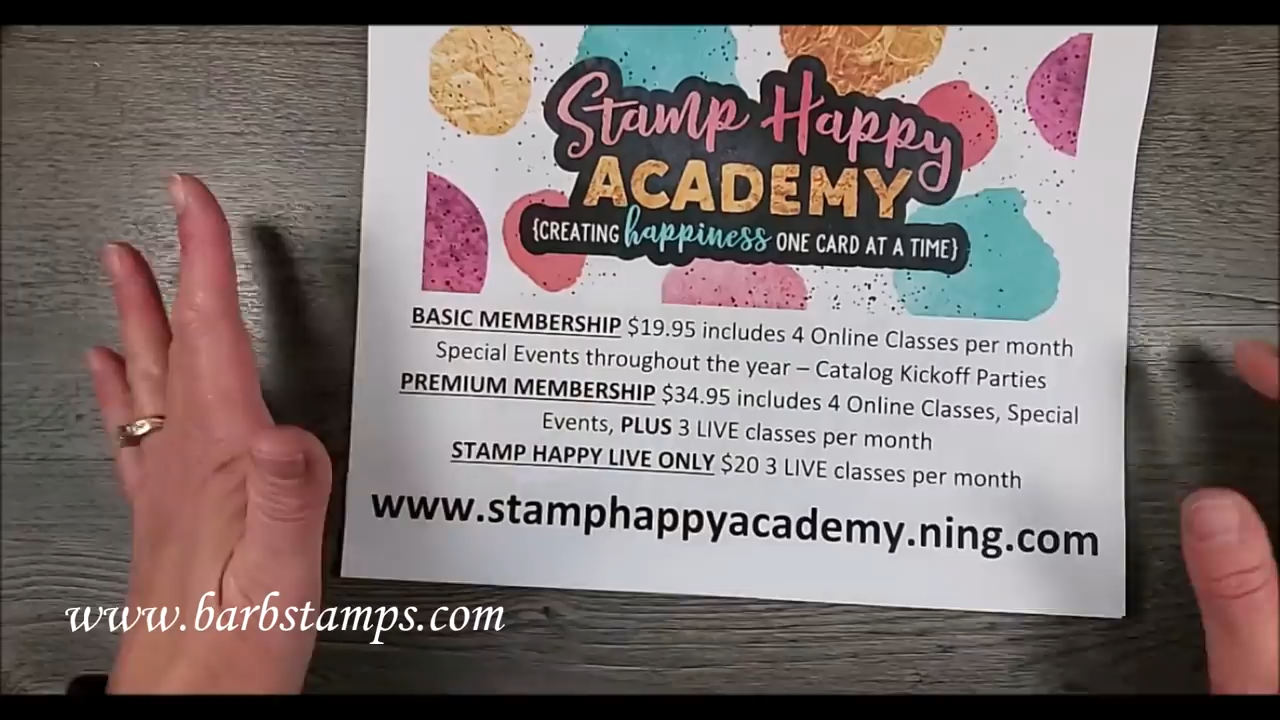 Stamp Happy
ACADEMY
{CREATING happiness ONE CARD AT A TIME}
BASIC MEMBERSHIP $19.95 includes 4 Online Classes per month
Special Events throughout the year – Catalog Kickoff Parties
PREMIUM MEMBERSHIP $34.95 includes 4 Online Classes, Special
Events, PLUS 3 LIVE classes per month
STAMP HAPPY LIVE ONLY $20 3 LIVE classes per month
www.stamphappyacademy.ning.com
www.barbstamps.com